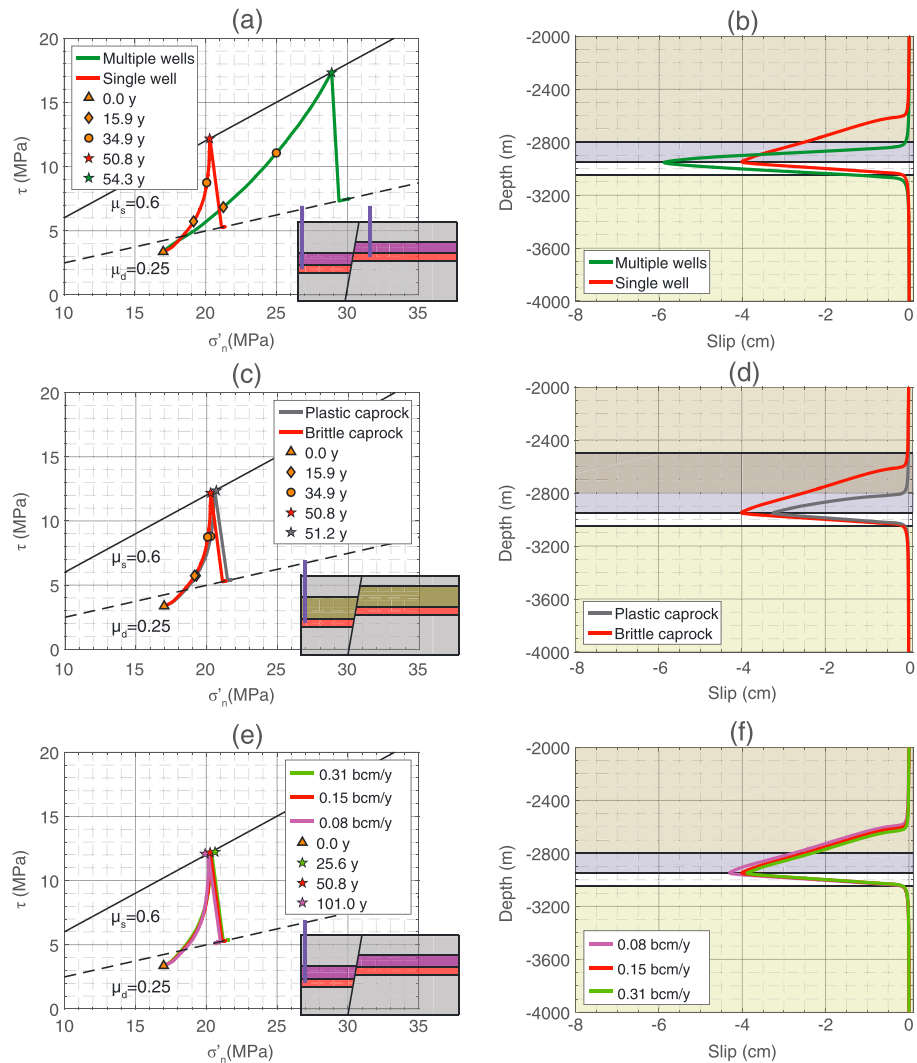 (a)
20
15
10
5
0
τ (MPa)
Multiple wells
Single well
0.0 y
15.9 y
34.9 y
50.8 y
54.3 y
μs=0.6
μd=0.25
10 15 20 25 30 35
σ'n(MPa)
(b)
-2000
-2400
-2800
-3200
-3600
-4000
Depth (m)
Multiple wells
Single well
-8 -6 -4 -2 0
Slip (cm)
(c)
20
15
10
5
0
τ (MPa)
Plastic caprock
Brittle caprock
0.0 y
15.9 y
34.9 y
50.8 y
51.2 y
μs=0.6
μd=0.25
10 15 20 25 30 35
σ'n(MPa)
(d)
-2000
-2400
-2800
-3200
-3600
-4000
Depth (m)
Plastic caprock
Brittle caprock
-8 -6 -4 -2 0
Slip (cm)
(e)
20
15
10
5
0
τ (MPa)
0.31 bcm/y
0.15 bcm/y
0.08 bcm/y
0.0 y
25.6 y
50.8 y
101.0 y
μs=0.6
μd=0.25
10 15 20 25 30 35
σ'n(MPa)
(f)
-2000
-2400
-2800
-3200
-3600
-4000
Depth (m)
0.08 bcm/y
0.15 bcm/y
0.31 bcm/y
-8 -6 -4 -2 0
Slip (cm)